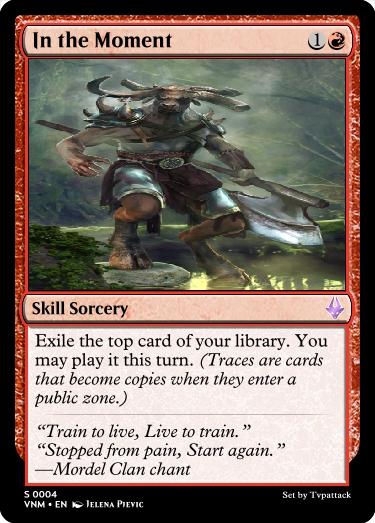 In the Moment 1
Skill Sorcery
Exile the top card of your library. You
may play it this turn. (Traces are cards
that become copies when they enter a
public zone.)
“Train to live, Live to train.”
“Stopped from pain, Start again.”
—Mordel Clan chant
S 0004
VNM • EN Jelena Pievic
Set by Tvpattack